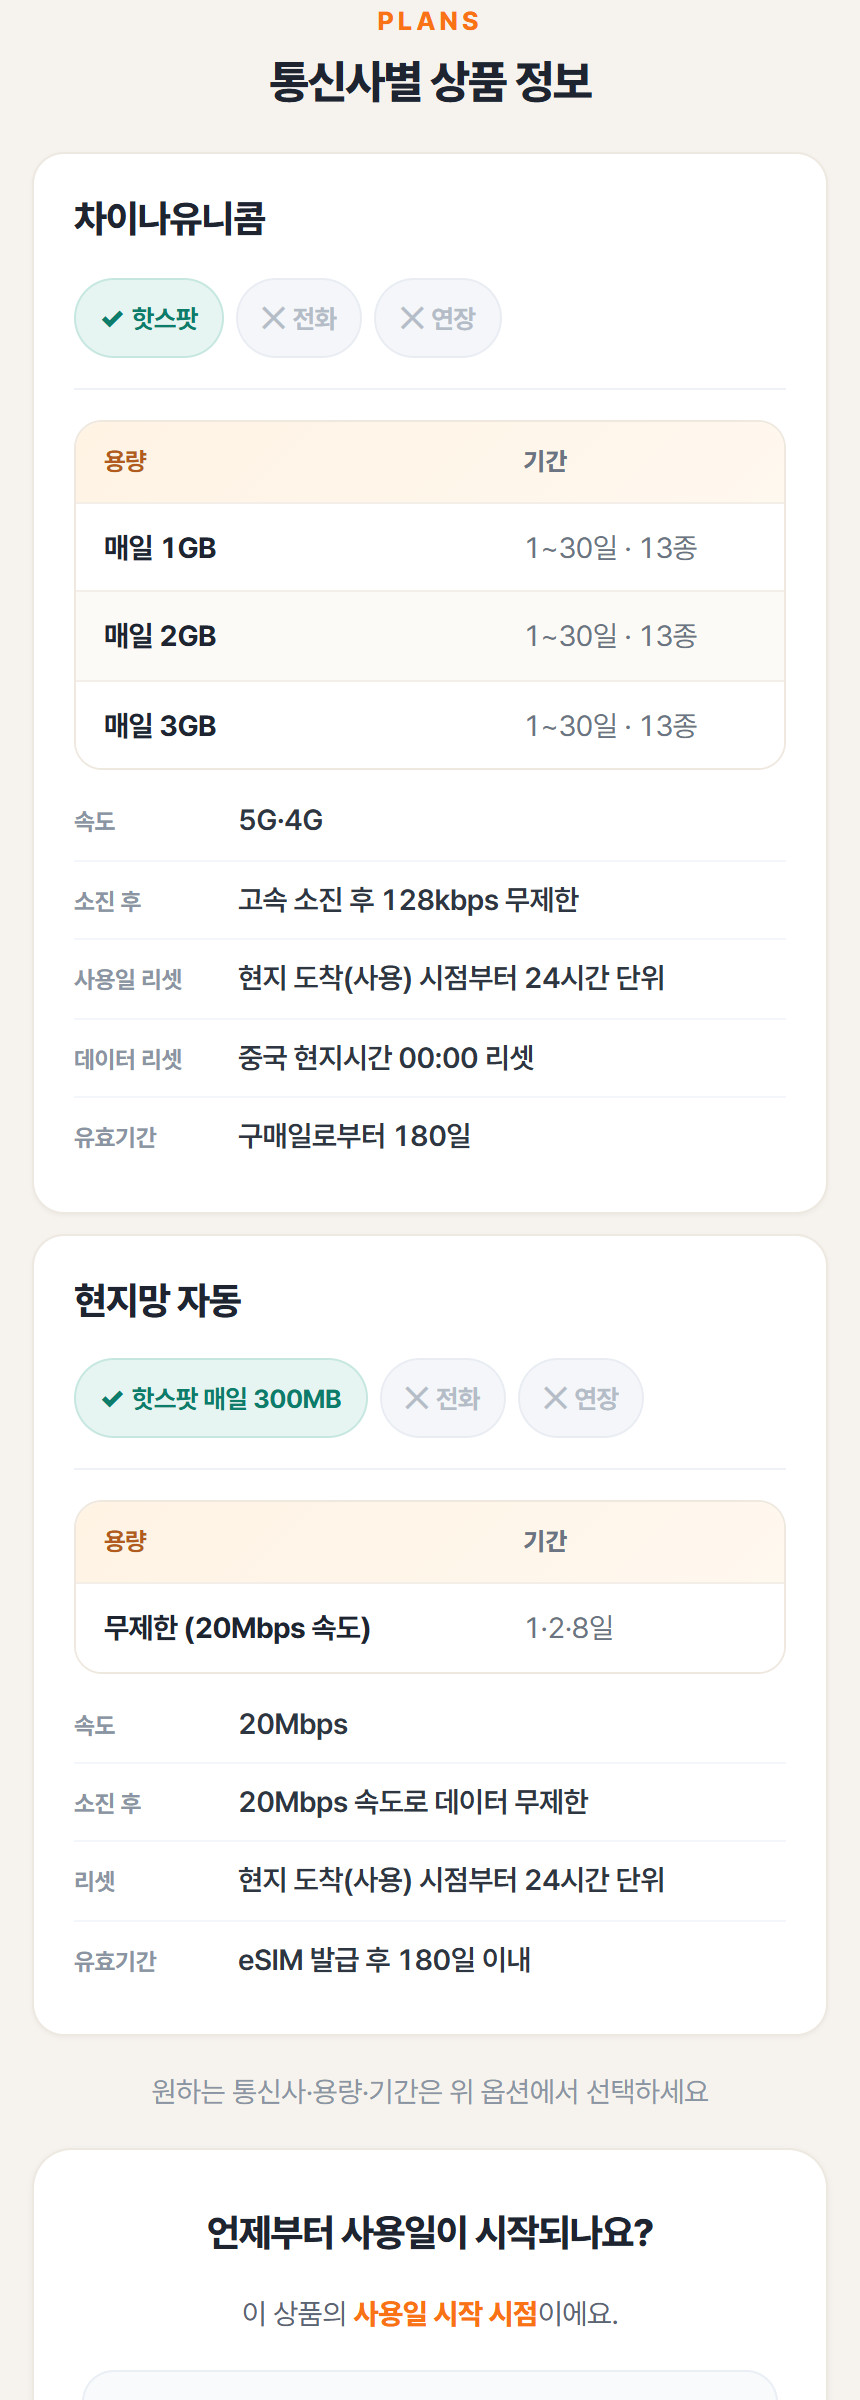 PLANS
통신사별 상품 정보
차이나유니콤
✓ 핫스팟 ✕ 전화 ✕ 연장
용량 기간
매일 1GB 1~30일 · 13종
매일 2GB 1~30일 · 13종
매일 3GB 1~30일 · 13종
속도 5G·4G
소진 후 고속 소진 후 128kbps 무제한
사용일 리셋 현지 도착(사용) 시점부터 24시간 단위
데이터 리셋 중국 현지시간 00:00 리셋
유효기간 구매일로부터 180일
현지망 자동
✓ 핫스팟 매일 300MB ✕ 전화 ✕ 연장
용량 기간
무제한 (20Mbps 속도) 1·2·8일
속도 20Mbps
소진 후 20Mbps 속도로 데이터 무제한
리셋 현지 도착(사용) 시점부터 24시간 단위
유효기간 eSIM 발급 후 180일 이내
원하는 통신사·용량·기간은 위 옵션에서 선택하세요
언제부터 사용일이 시작되나요?
이 상품의 사용일 시작 시점이에요.